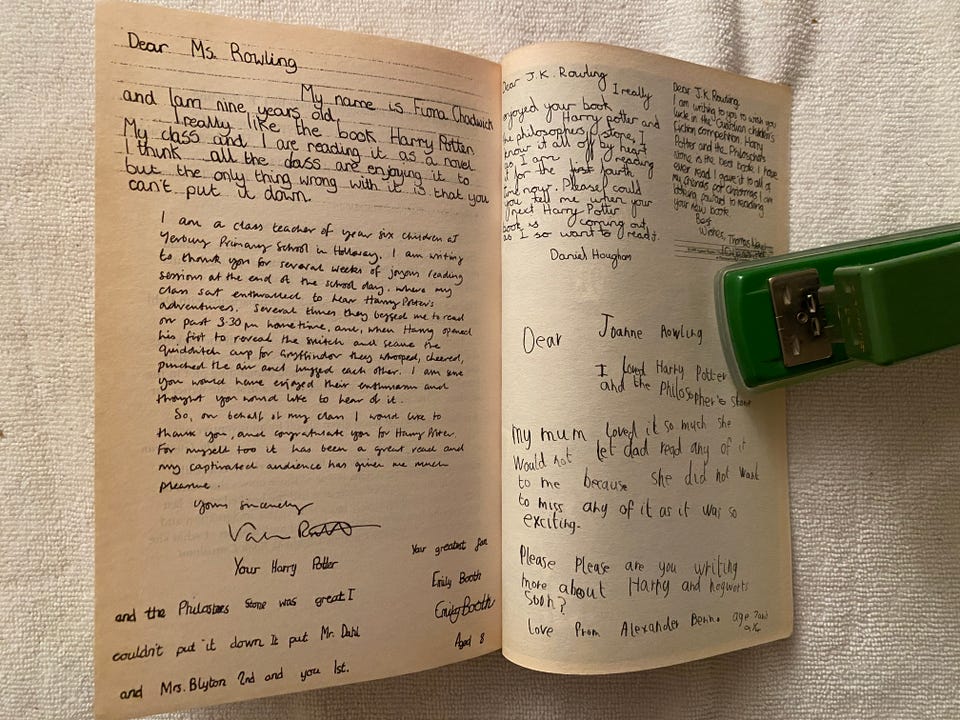 Dear Ms. Rowling
My name is Fiona Chadwick
and I am nine years old,
I really like the book Harry Potter
My class and I are reading it as a novel
I think all the class are enjoying it to
but the only thing wrong with it is that you
can't put it down.
I am a class teacher of year six children at
Yerbury Primary School in Holloway. I am writing
to thank you for several weeks of joyous reading
sessions at the end of the school day, where my
class sat enthralled to hear Harry Potter's
adventures. Several times they begged me to read
on past 3.30 pm hometime, and, when Harry opened
his fist to reveal the snitch and secure the
Quidditch cup for Gryffindor they whooped, cheered,
punched the air and hugged each other. I am sure
you would have enjoyed their enthusiasm and
thought you would like to hear of it.
So, on behalf of my class I would like to
thank you, and congratulate you for Harry Potter.
For myself too it has been a great read and
my captivated audience has given me much
pleasure.
Yours sincerely
Your Harry Potter
and the Philosophers stone was great I
couldn't put it down It put Mr. Dahl
and Mrs. Blyton 2nd and you 1st.
Your greatest fan
Emily Booth
Emily Booth
Aged 8
Dear J.K. Rowling
I really
enjoyed your book
Harry potter and
the philosophers stone, I
know it all off by heart
as I am reading
it for the first fourth
time now. Please could
you tell me when your
next Harry Potter
book is coming out
as I so want to read it.
Daniel Hougham
Dear J.K. Rowling,
I am writing to you to wish you
luck in the Guardian children's
fiction competition. Harry
Potter and the Philosophers
stone is the best book I have
ever read I gave it to all of
my friends for Christmas I am
looking forward to reading
your new book.
Best
Wishes, Thomas
Dear Joanne Rowling
I loved Harry Potter
and the Philosopher's stone
My mum loved it so much she
would not let dad read any of it
to me because she did not want
to miss any of it as it was so
exciting.
Please Please are you writing
more about Harry and hogwarts
soon?
Love From Alexander age 7 and